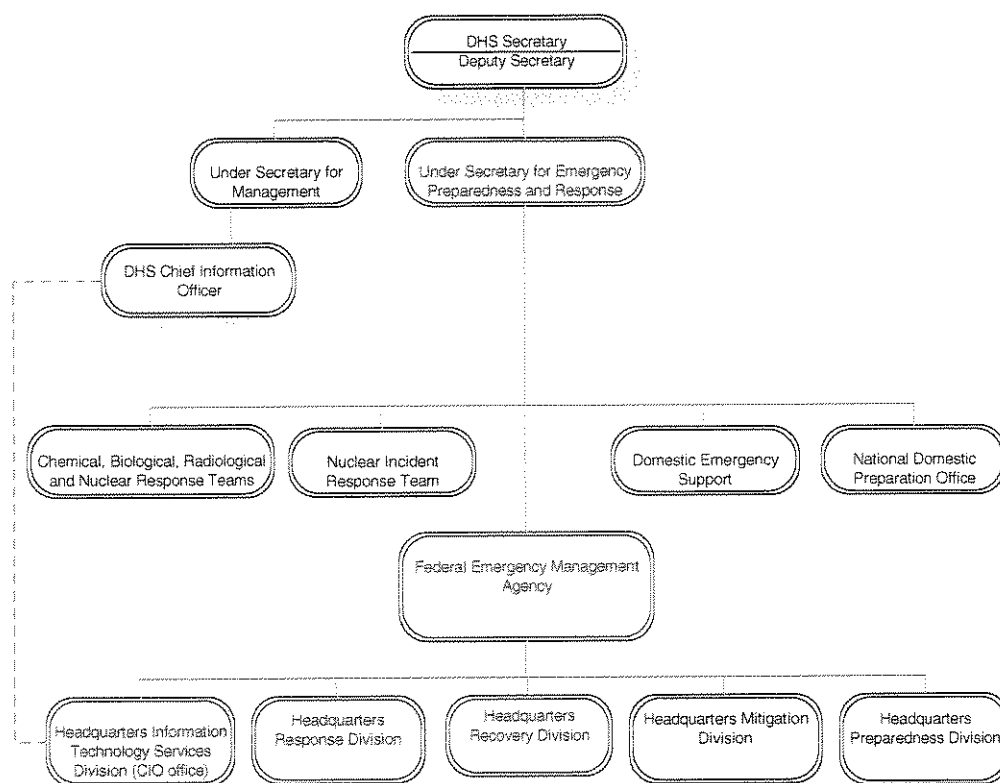 DHS Secretary
Deputy Secretary
Under Secretary for
Management
Under Secretary for Emergency
Preparedness and Response
DHS Chief Information
Officer
Chemical, Biological, Radiological
and Nuclear Response Teams
Nuclear Incident
Response Team
Domestic Emergency
Support
National Domestic
Preparation Office
Federal Emergency Management
Agency
Headquarters Information
Technology Services
Division (CIO office)
Headquarters
Response Division
Headquarters
Recovery Division
Headquarters Mitigation
Division
Headquarters
Preparedness Division